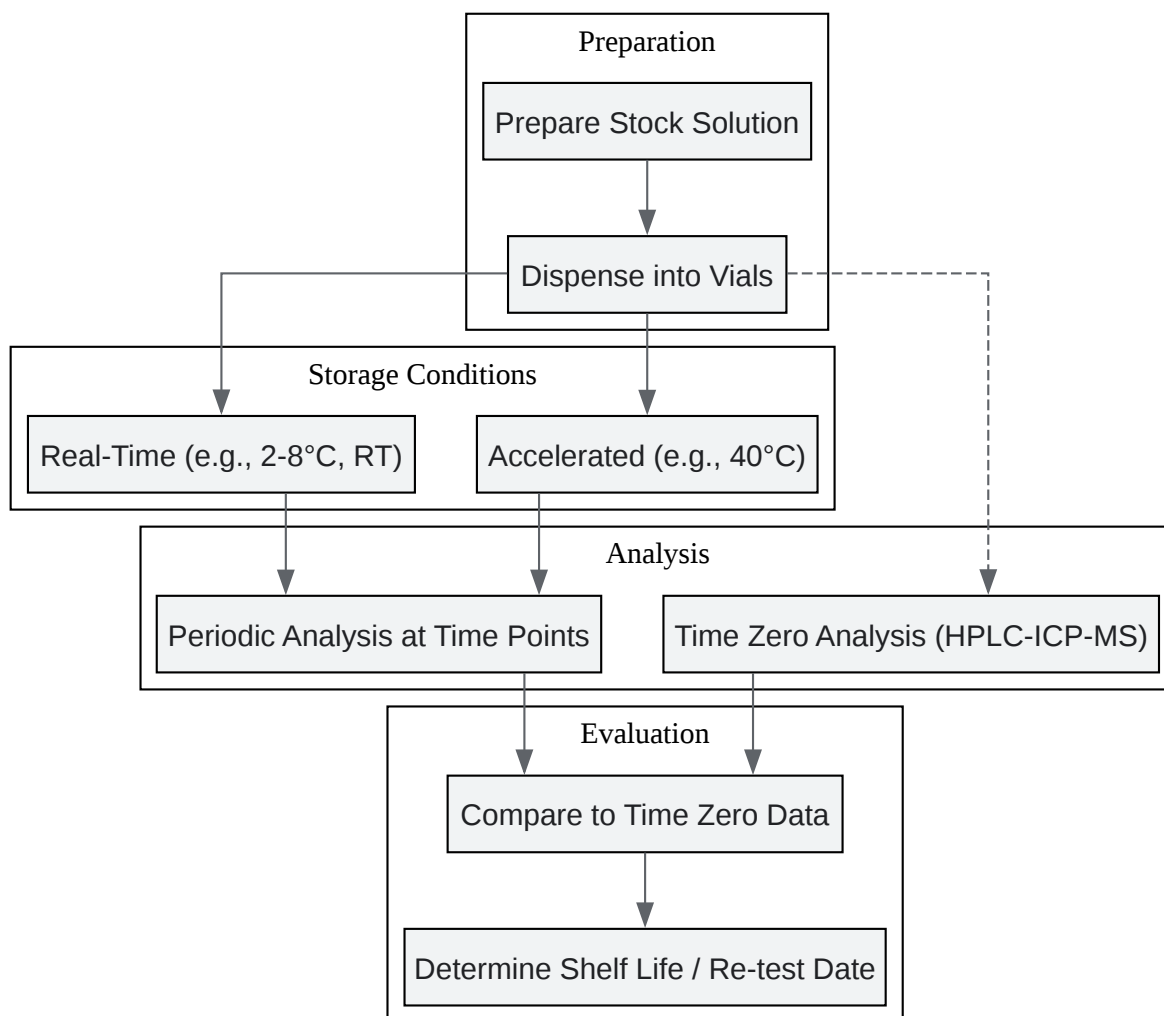 Preparation
Prepare Stock Solution
Dispense into Vials
Storage Conditions
Real-Time (e.g., 2-8°C, RT)
Accelerated (e.g., 40°C)
Analysis
Periodic Analysis at Time Points
Time Zero Analysis (HPLC-ICP-MS)
Evaluation
Compare to Time Zero Data
Determine Shelf Life / Re-test Date